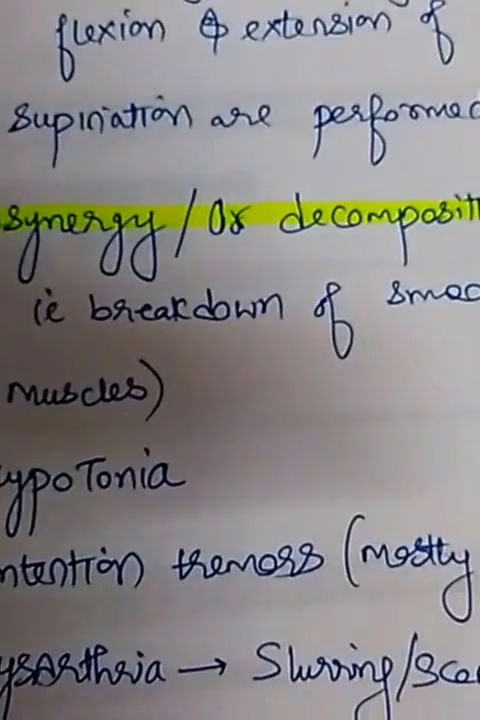 flexion & extension of
supination are performed
synergy/Or decomposit
ie breakdown of smoo
muscles)
ypotonia
ntention tremors (mostly
ysarthria → Slurring/Scan